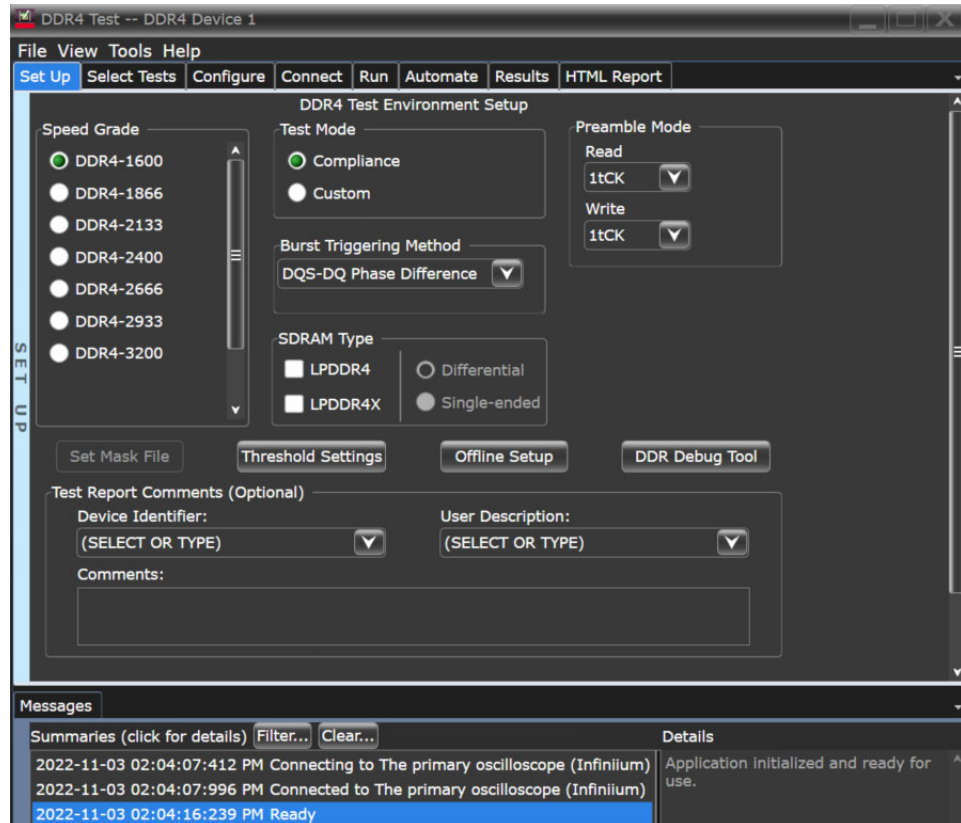 DDR4 Test -- DDR4 Device 1
File View Tools Help
Set Up Select Tests Configure Connect Run Automate Results HTML Report
DDR4 Test Environment Setup
Speed Grade
DDR4-1600
DDR4-1866
DDR4-2133
DDR4-2400
DDR4-2666
DDR4-2933
DDR4-3200
Test Mode
Compliance
Custom
Burst Triggering Method
DQS-DQ Phase Difference
SDRAM Type
LPDDR4
LPDDR4X
Differential
Single-ended
Preamble Mode
Read
1tCK
Write
1tCK
SET UP
Set Mask File Threshold Settings Offline Setup DDR Debug Tool
Test Report Comments (Optional)
Device Identifier:
(SELECT OR TYPE)
User Description:
(SELECT OR TYPE)
Comments:
Messages
Summaries (click for details) Filter... Clear...
2022-11-03 02:04:07:412 PM Connecting to The primary oscilloscope (Infiniium)
2022-11-03 02:04:07:996 PM Connected to The primary oscilloscope (Infiniium)
2022-11-03 02:04:16:239 PM Ready
Details
Application initialized and ready for
use.